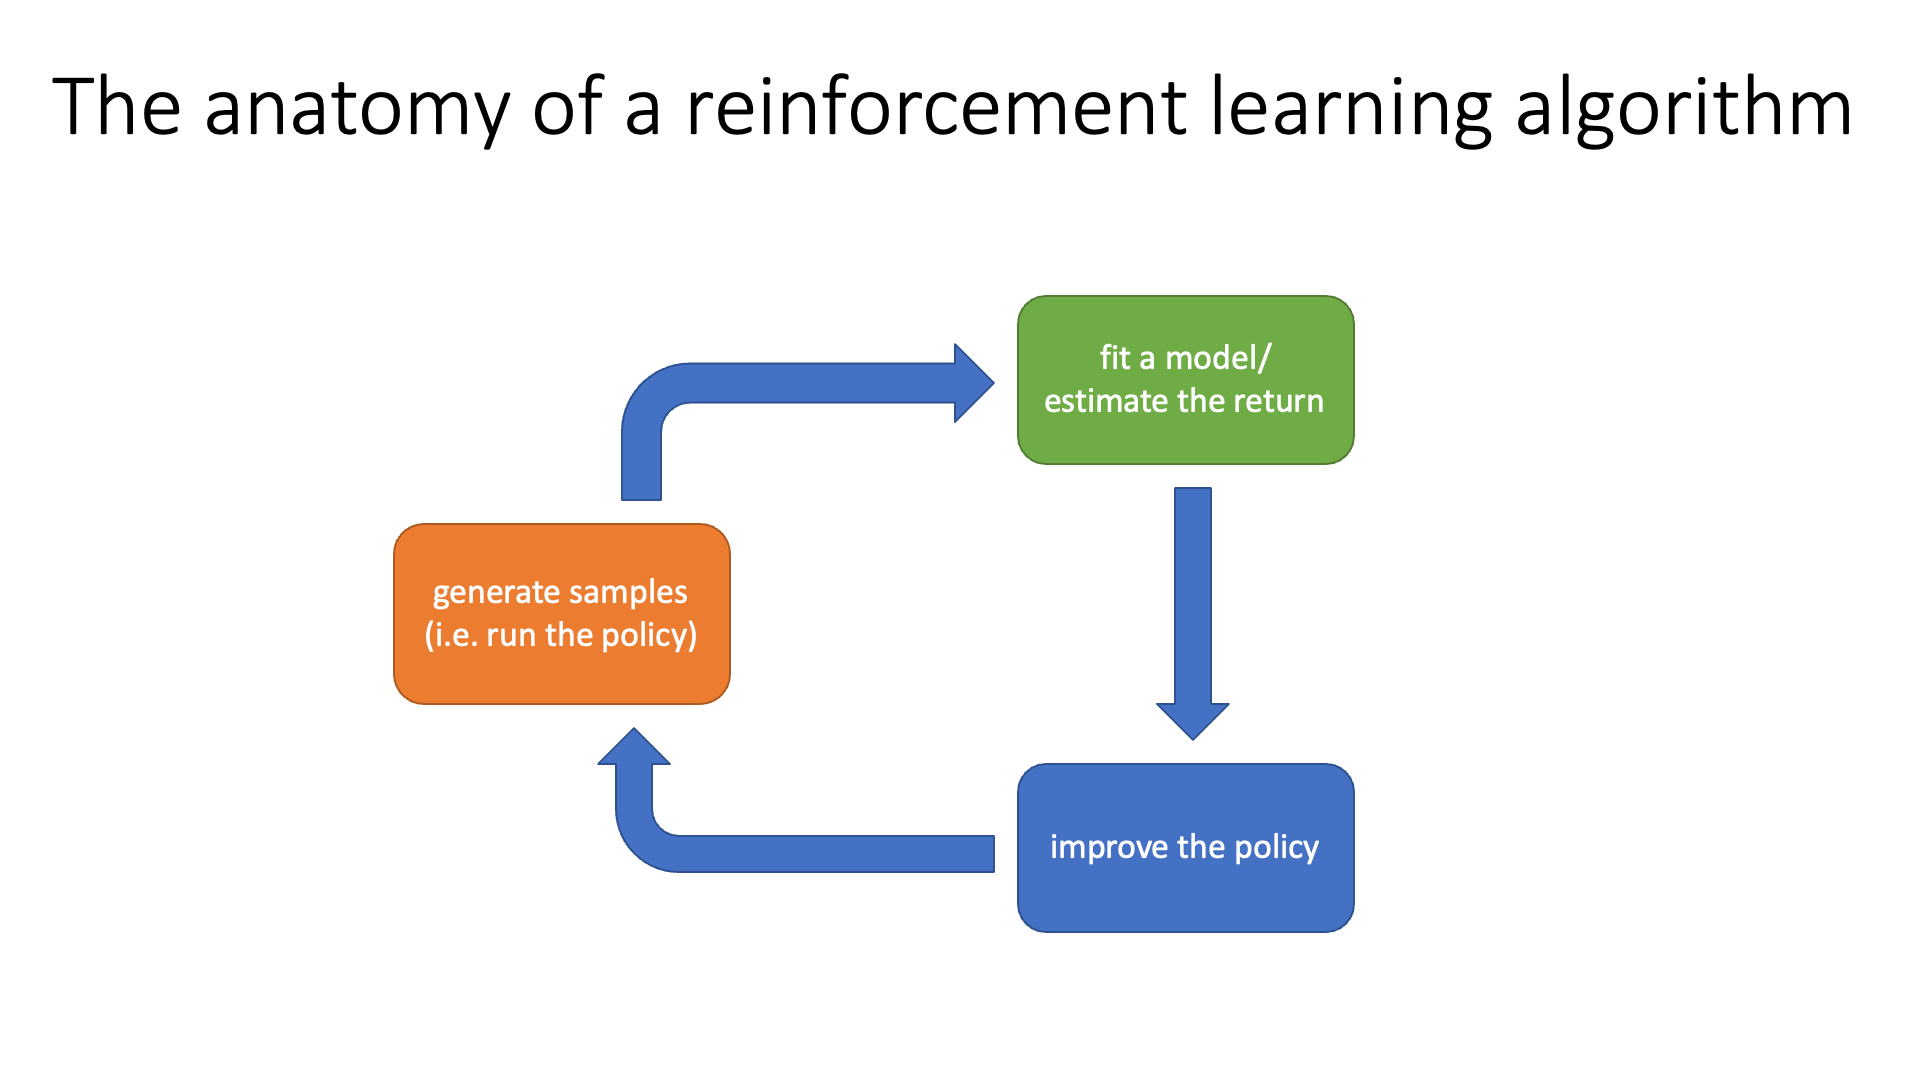 The anatomy of a reinforcement learning algorithm
fit a model/
estimate the return
generate samples
(i.e. run the policy)
improve the policy